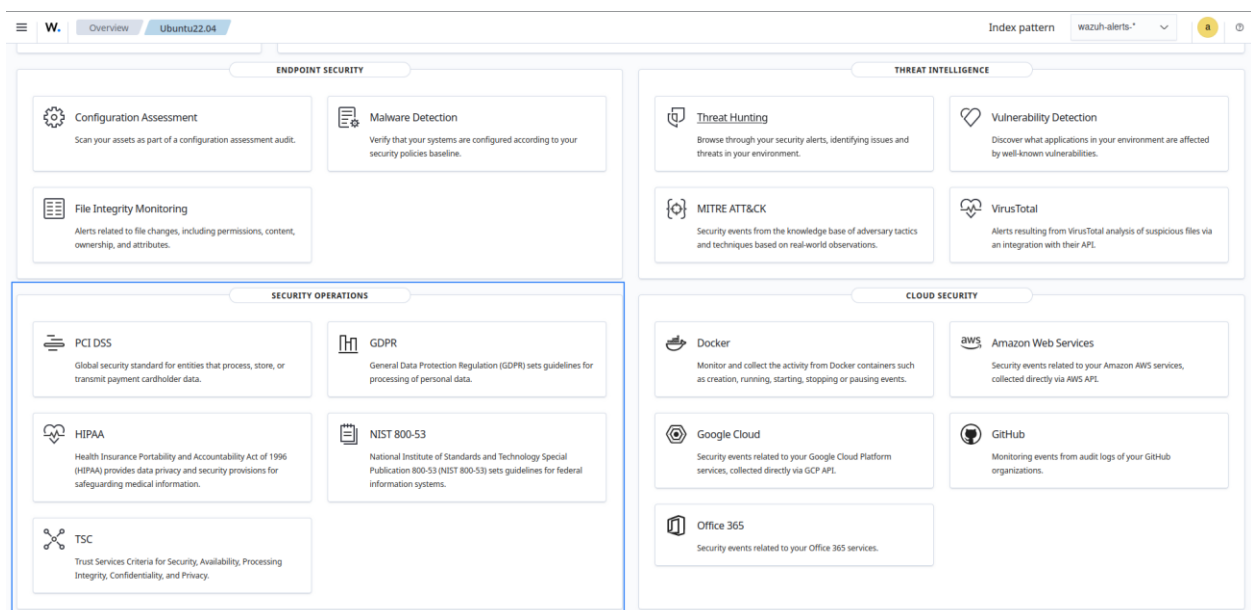 W. Overview Ubuntu22.04 Index pattern wazuh-alerts-* a
ENDPOINT SECURITY
Configuration Assessment
Scan your assets as part of a configuration assessment audit.
Malware Detection
Verify that your systems are configured according to your
security policies baseline.
File Integrity Monitoring
Alerts related to file changes, including permissions, content,
ownership, and attributes.
THREAT INTELLIGENCE
Threat Hunting
Browse through your security alerts, identifying issues and
threats in your environment.
Vulnerability Detection
Discover what applications in your environment are affected
by well-known vulnerabilities.
MITRE ATT&CK
Security events from the knowledge base of adversary tactics
and techniques based on real-world observations.
VirusTotal
Alerts resulting from VirusTotal analysis of suspicious files via
an integration with their API.
SECURITY OPERATIONS
PCI DSS
Global security standard for entities that process, store, or
transmit payment cardholder data.
GDPR
General Data Protection Regulation (GDPR) sets guidelines for
processing of personal data.
HIPAA
Health Insurance Portability and Accountability Act of 1996
(HIPAA) provides data privacy and security provisions for
safeguarding medical information.
NIST 800-53
National Institute of Standards and Technology Special
Publication 800-53 (NIST 800-53) sets guidelines for federal
information systems.
TSC
Trust Services Criteria for Security, Availability, Processing
Integrity, Confidentiality, and Privacy.
CLOUD SECURITY
Docker
Monitor and collect the activity from Docker containers such
as creation, running, starting, stopping or pausing events.
aws
Amazon Web Services
Security events related to your Amazon AWS services,
collected directly via AWS API.
Google Cloud
Security events related to your Google Cloud Platform
services, collected directly via GCP API.
GitHub
Monitoring events from audit logs of your GitHub
organizations.
Office 365
Security events related to your Office 365 services.